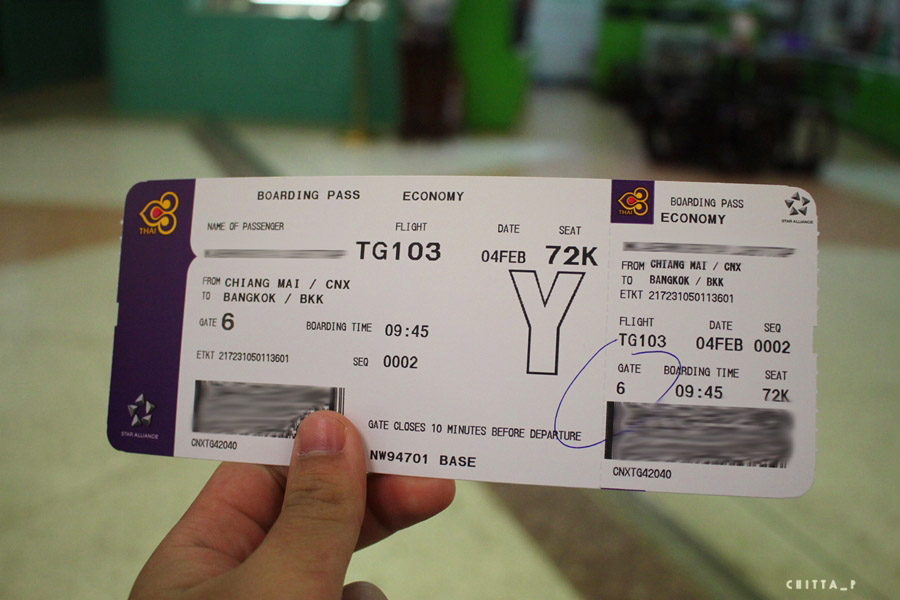 THAI
BOARDING PASS ECONOMY
NAME OF PASSENGER FLIGHT DATE SEAT
TG103 04FEB 72K
FROM CHIANG MAI / CNX
TO BANGKOK / BKK
Y
GATE 6 BOARDING TIME 09:45
ETKT 217231050113601 SEQ 0002
GATE CLOSES 10 MINUTES BEFORE DEPARTURE
STAR ALLIANCE
CNXTG42040
NW94701 BASE
THAI
BOARDING PASS
ECONOMY
STAR ALLIANCE
FROM CHIANG MAI / CNX
TO BANGKOK / BKK
ETKT 217231050113601
FLIGHT DATE SEQ
TG103 04FEB 0002
GATE BOARDING TIME SEAT
6 09:45 72K
CNXTG42040
CHITTA_P